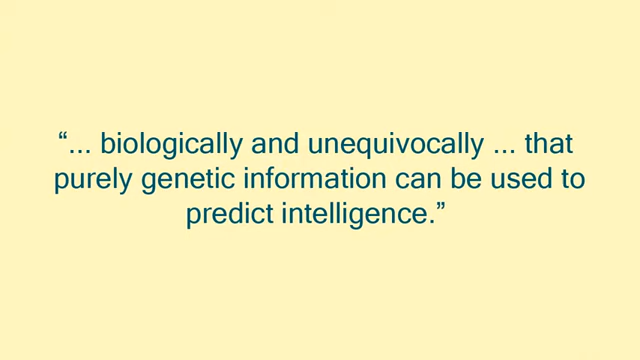 “... biologically and unequivocally ... that
purely genetic information can be used to
predict intelligence.”